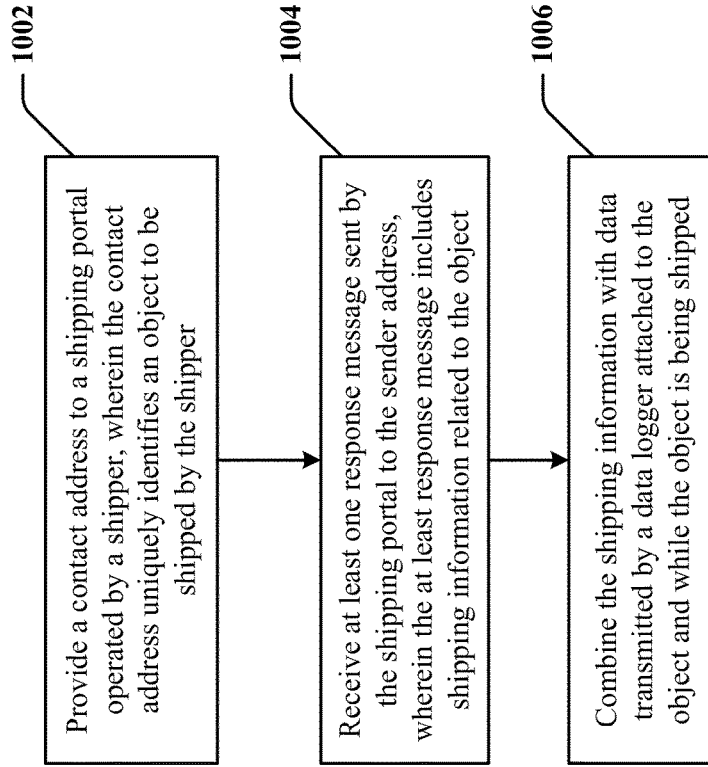 1002
Provide a contact address to a shipping portal
operated by a shipper, wherein the contact
address uniquely identifies an object to be
shipped by the shipper
1004
Receive at least one response message sent by
the shipping portal to the sender address,
wherein the at least response message includes
shipping information related to the object
1006
Combine the shipping information with data
transmitted by a data logger attached to the
object and while the object is being shipped